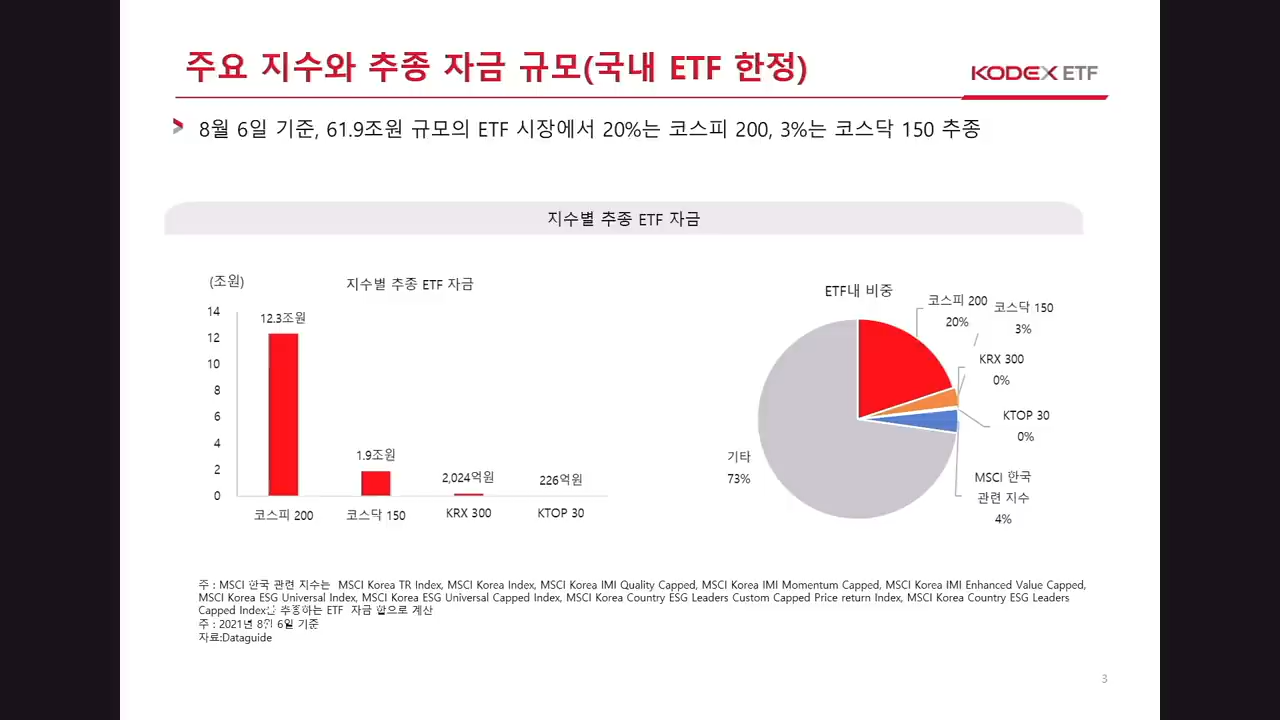 주요 지수와 추종 자금 규모(국내 ETF 한정)
KODEX ETF
8월 6일 기준, 61.9조원 규모의 ETF 시장에서 20%는 코스피 200, 3%는 코스닥 150 추종
지수별 추종 ETF 자금
(조원)
지수별 추종 ETF 자금
14
12
10
8
6
4
2
0
12.3조원
1.9조원
2,024억원
226억원
코스피 200
코스닥 150
KRX 300
KTOP 30
ETF내 비중
코스피 200
20%
코스닥 150
3%
KRX 300
0%
KTOP 30
0%
MSCI 한국
관련 지수
4%
기타
73%
주 : MSCI 한국 관련 지수는 MSCI Korea TR Index, MSCI Korea Index, MSCI Korea IMI Quality Capped, MSCI Korea IMI Momentum Capped, MSCI Korea IMI Enhanced Value Capped,
MSCI Korea ESG Universal Index, MSCI Korea ESG Universal Capped Index, MSCI Korea Country ESG Leaders Custom Capped Price return Index, MSCI Korea Country ESG Leaders
Capped Index를 추종하는 ETF 자금 합으로 계산
주 : 2021년 8월 6일 기준
자료:Dataguide
3